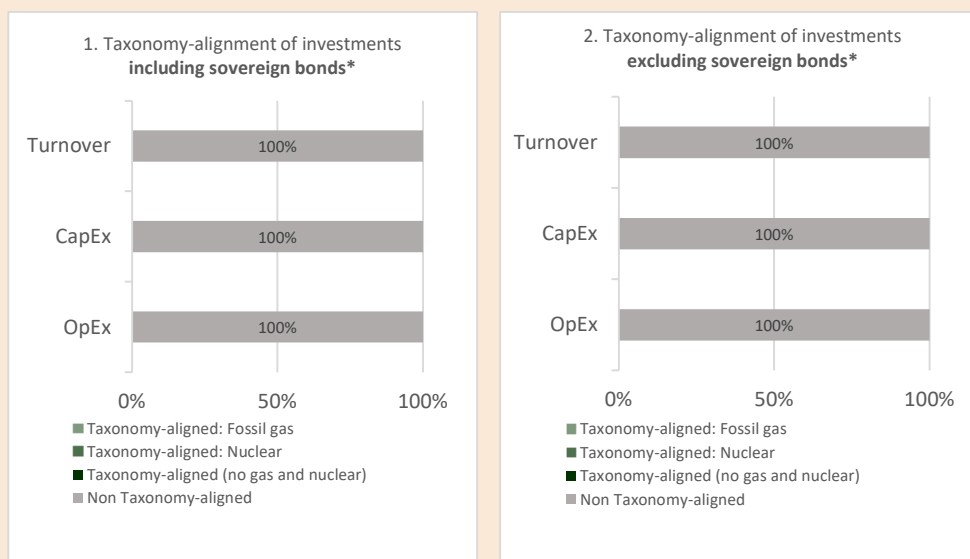 1. Taxonomy-alignment of investments
including sovereign bonds*
Turnover
100%
CapEx
100%
OpEx
100%
0%
50%
100%
Taxonomy-aligned: Fossil gas
Taxonomy-aligned: Nuclear
Taxonomy-aligned (no gas and nuclear)
Non Taxonomy-aligned
2. Taxonomy-alignment of investments
excluding sovereign bonds*
Turnover
100%
CapEx
100%
OpEx
100%
0%
50%
100%
Taxonomy-aligned: Fossil gas
Taxonomy-aligned: Nuclear
Taxonomy-aligned (no gas and nuclear)
Non Taxonomy-aligned